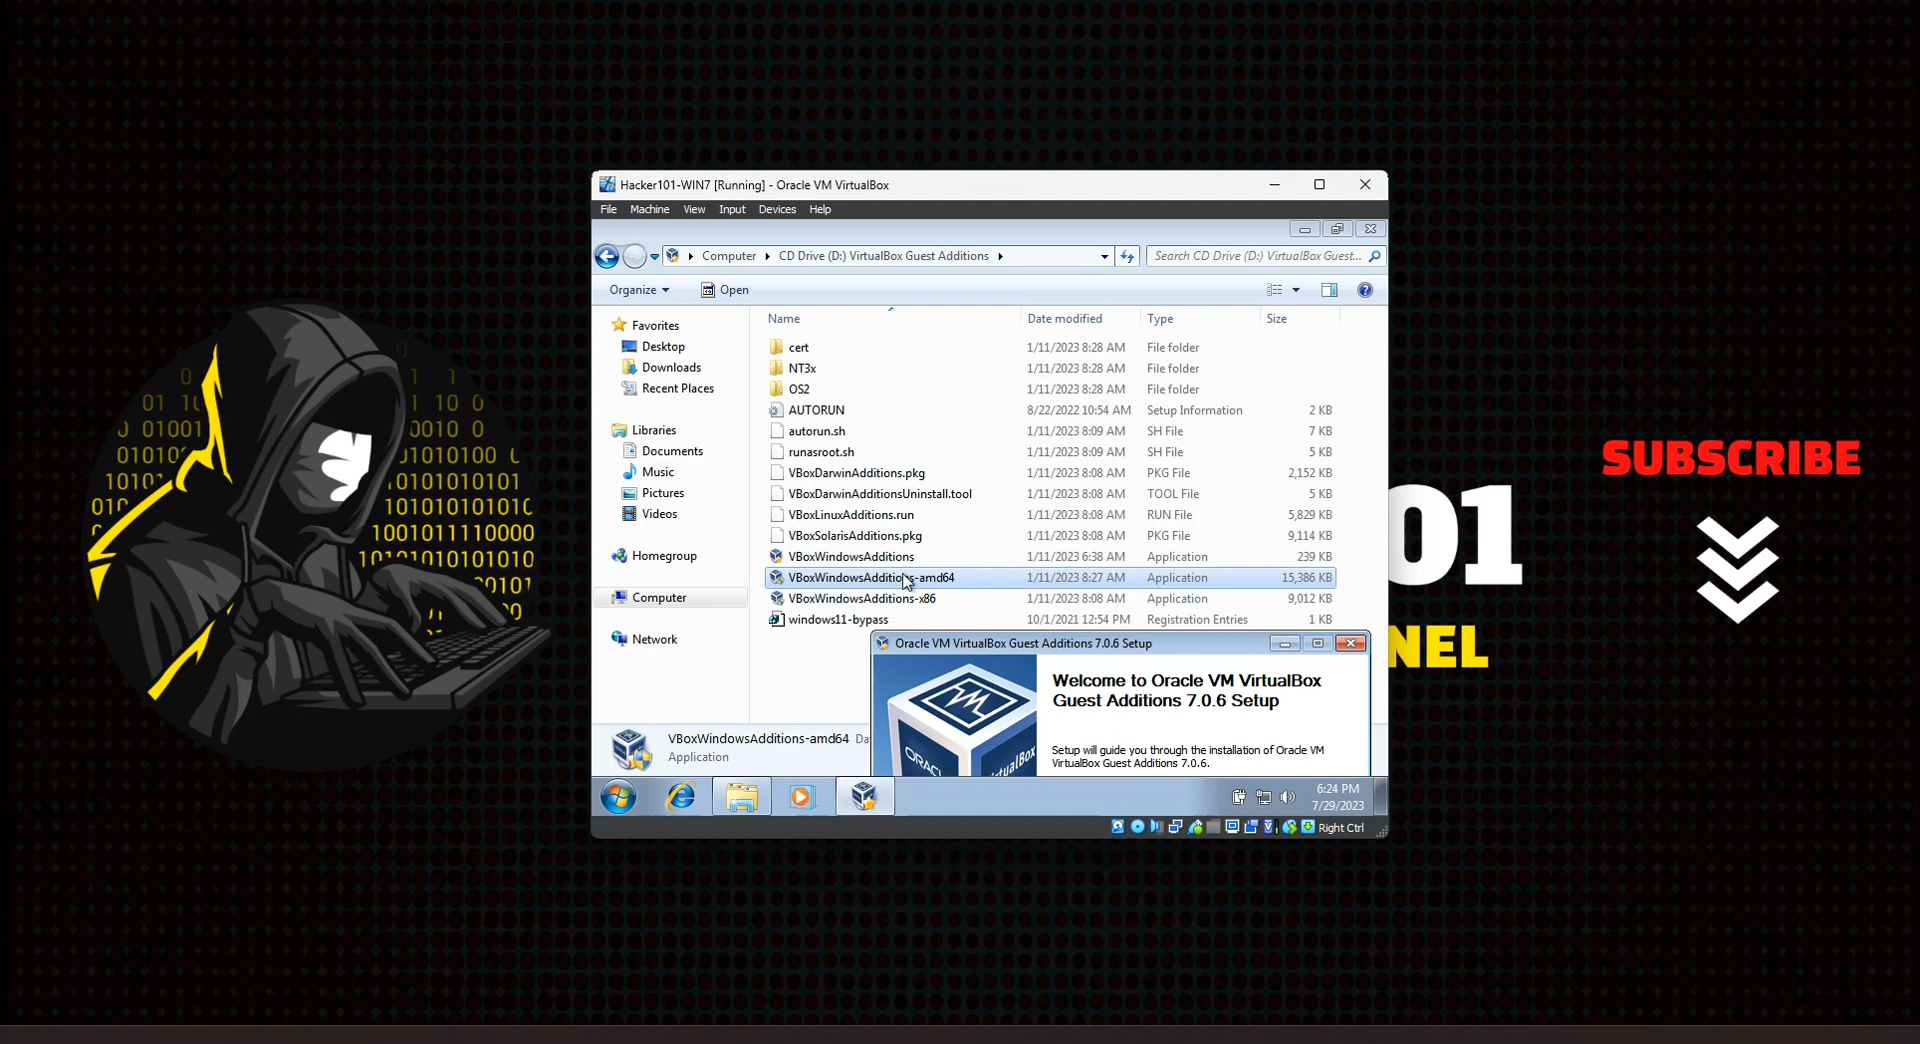 Hacker101-WIN7 [Running] - Oracle VM VirtualBox
File Machine View Input Devices Help
Computer CD Drive (D:) VirtualBox Guest Additions
Search CD Drive (D:) VirtualBox Guest...
Organize Open
Name Date modified Type Size
Favorites
Desktop
Downloads
Recent Places
Libraries
Documents
Music
Pictures
Videos
Homegroup
Computer
Network
cert 1/11/2023 8:28 AM File folder
NT3x 1/11/2023 8:28 AM File folder
OS2 1/11/2023 8:28 AM File folder
AUTORUN 8/22/2022 10:54 AM Setup Information 2 KB
autorun.sh 1/11/2023 8:09 AM SH File 7 KB
runasroot.sh 1/11/2023 8:09 AM SH File 5 KB
VBoxDarwinAdditions.pkg 1/11/2023 8:08 AM PKG File 2,152 KB
VBoxDarwinAdditionsUninstall.tool 1/11/2023 8:08 AM TOOL File 5 KB
VBoxLinuxAdditions.run 1/11/2023 8:08 AM RUN File 5,829 KB
VBoxSolarisAdditions.pkg 1/11/2023 8:08 AM PKG File 9,114 KB
VBoxWindowsAdditions 1/11/2023 6:38 AM Application 239 KB
VBoxWindowsAdditions-amd64 1/11/2023 8:27 AM Application 15,386 KB
VBoxWindowsAdditions-x86 1/11/2023 8:08 AM Application 9,012 KB
windows11-bypass 10/1/2021 12:54 PM Registration Entries 1 KB
Oracle VM VirtualBox Guest Additions 7.0.6 Setup
Welcome to Oracle VM VirtualBox
Guest Additions 7.0.6 Setup
Setup will guide you through the installation of Oracle VM
VirtualBox Guest Additions 7.0.6.
ORACL
VirtualBox
VBoxWindowsAdditions-amd64 Da
Application
6:24 PM
7/29/2023
Right Ctrl
SUBSCRIBE
01
NEL